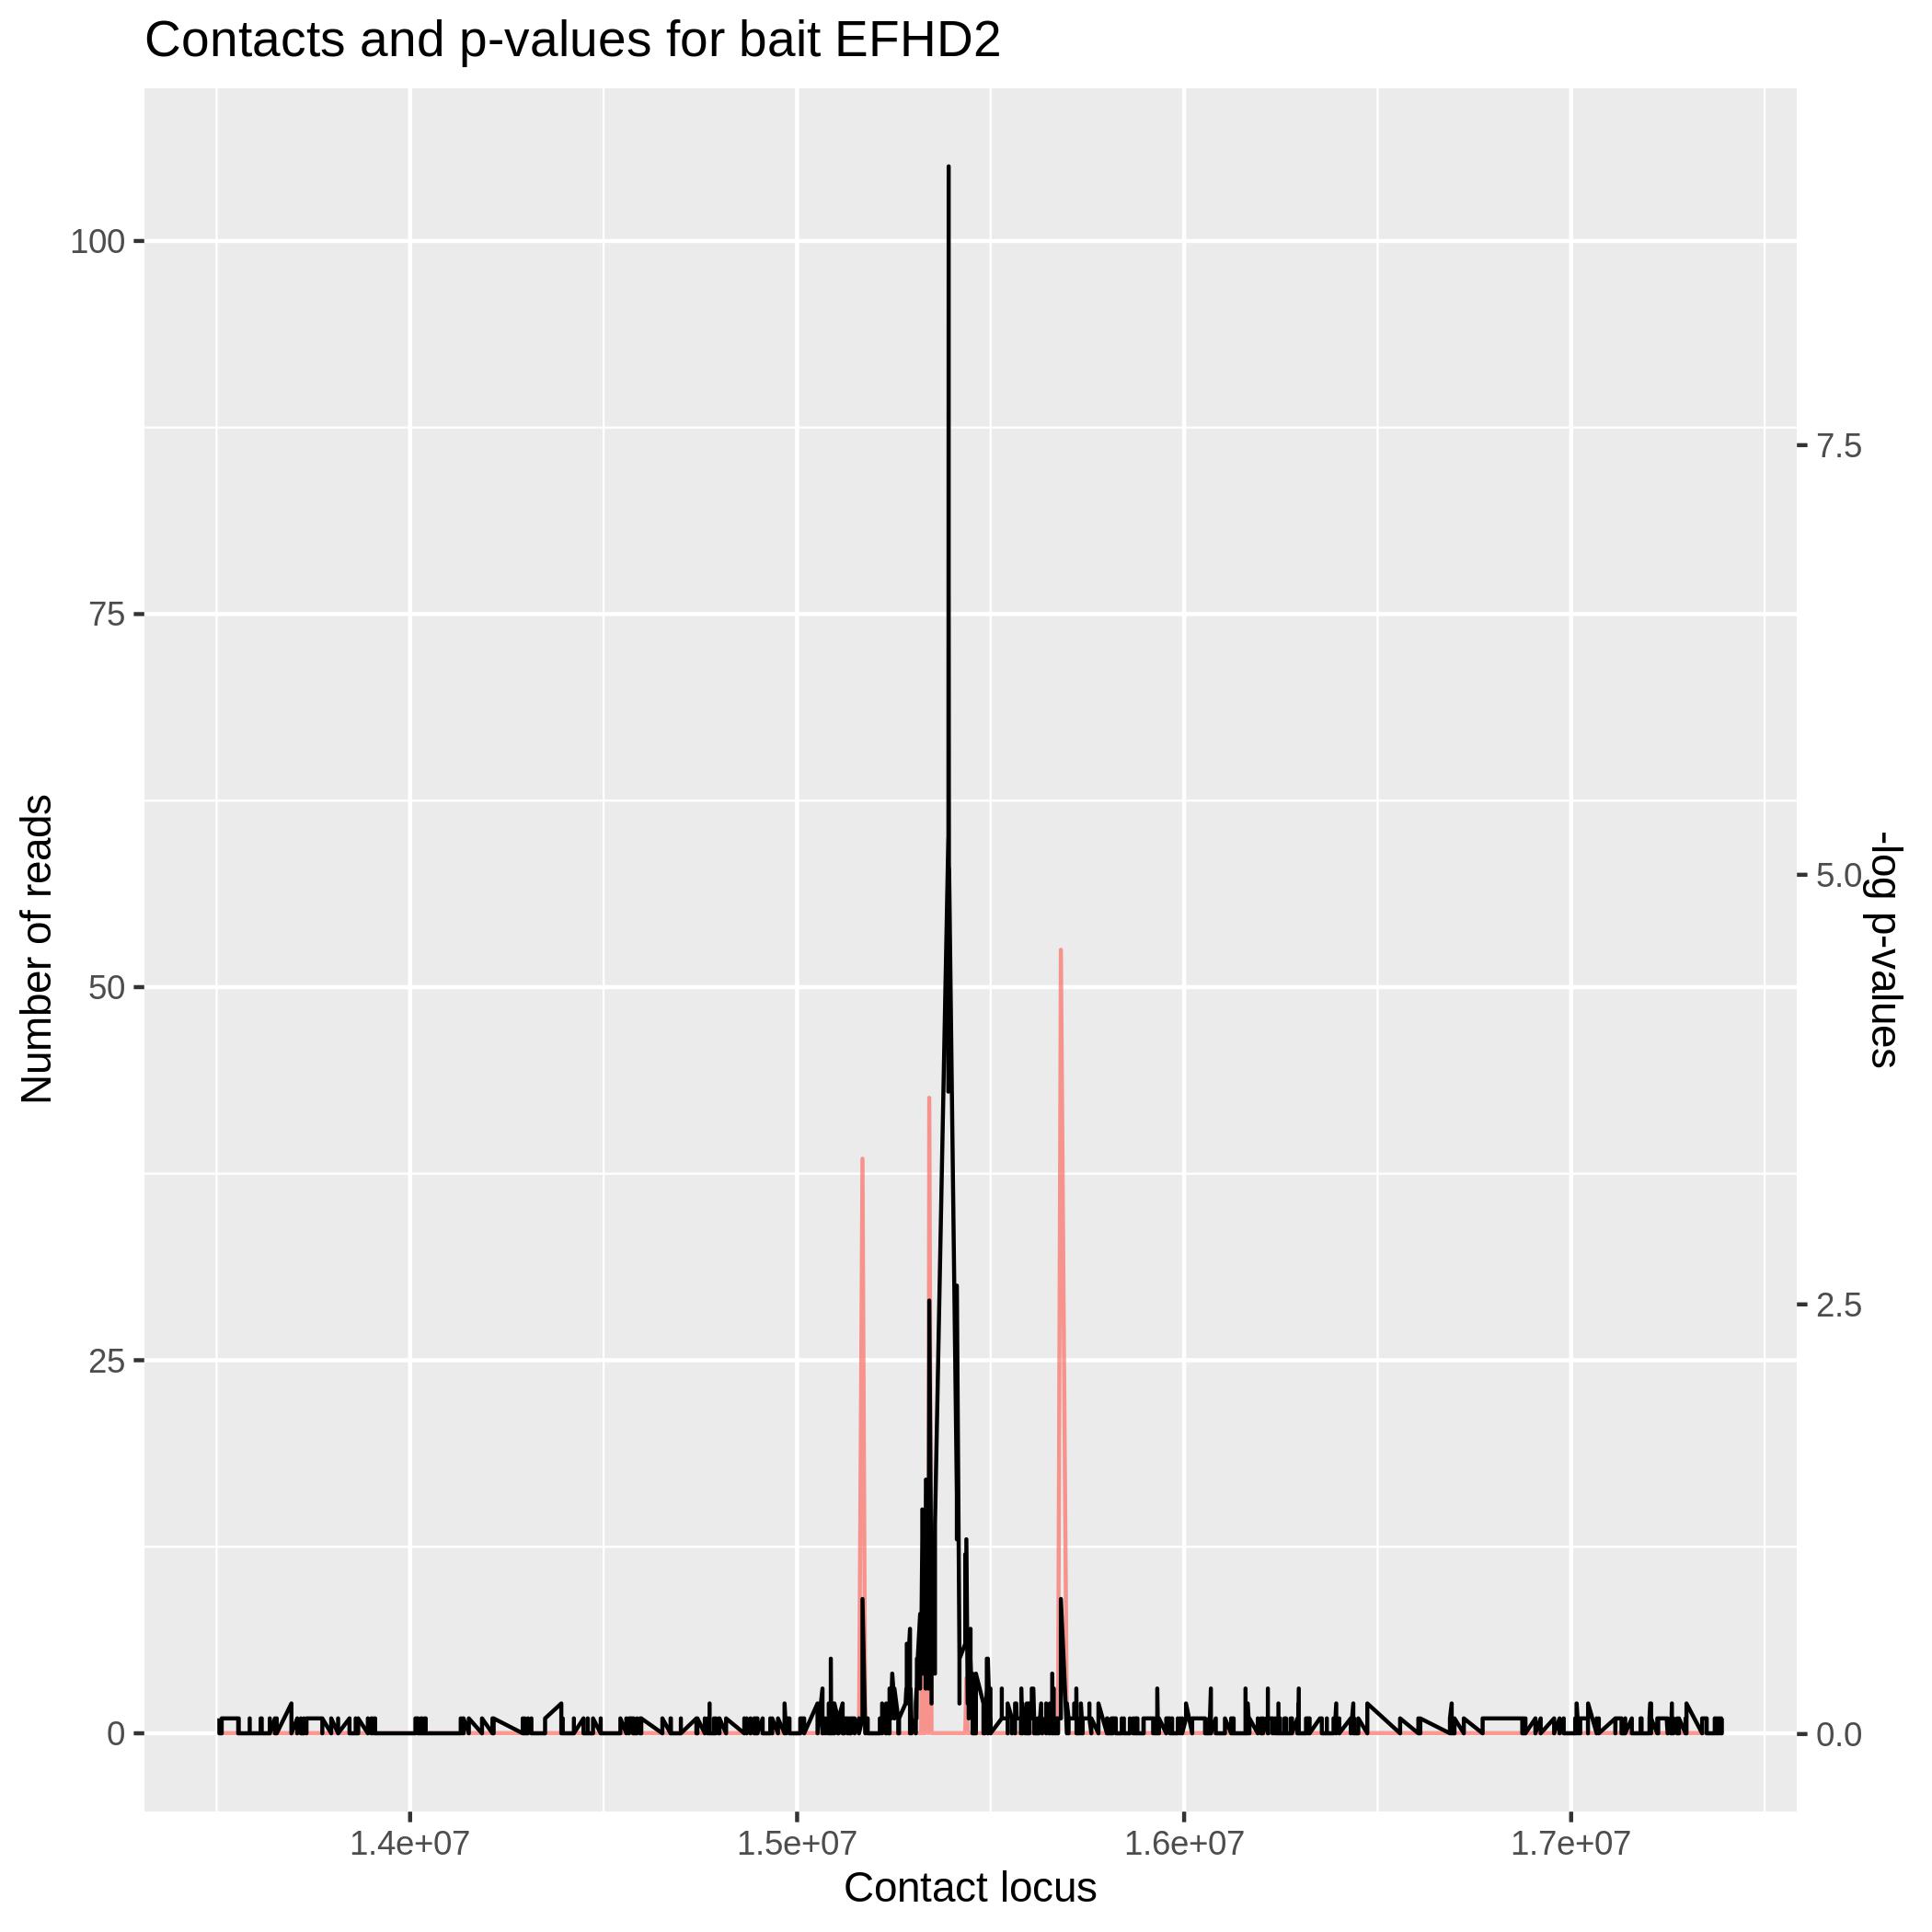 Contacts and p-values for bait EFHD2
Number of reads
100
75
50
25
0
7.5
5.0
2.5
0.0
-log p-values
1.4e+07
1.5e+07
1.6e+07
1.7e+07
Contact locus